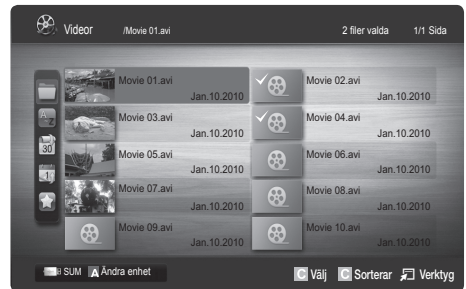 Videor /Movie 01.avi 2 filer valda 1/1 Sida
Movie 01.avi
Jan.10.2010
Movie 02.avi
Jan.10.2010
Movie 03.avi
Jan.10.2010
Movie 04.avi
Jan.10.2010
Movie 05.avi
Jan.10.2010
Movie 06.avi
Jan.10.2010
Movie 07.avi
Jan.10.2010
Movie 08.avi
Jan.10.2010
Movie 09.avi
Jan.10.2010
Movie 10.avi
Jan.10.2010
30
SUM A Ändra enhet C Välj C Sorterar Verktyg